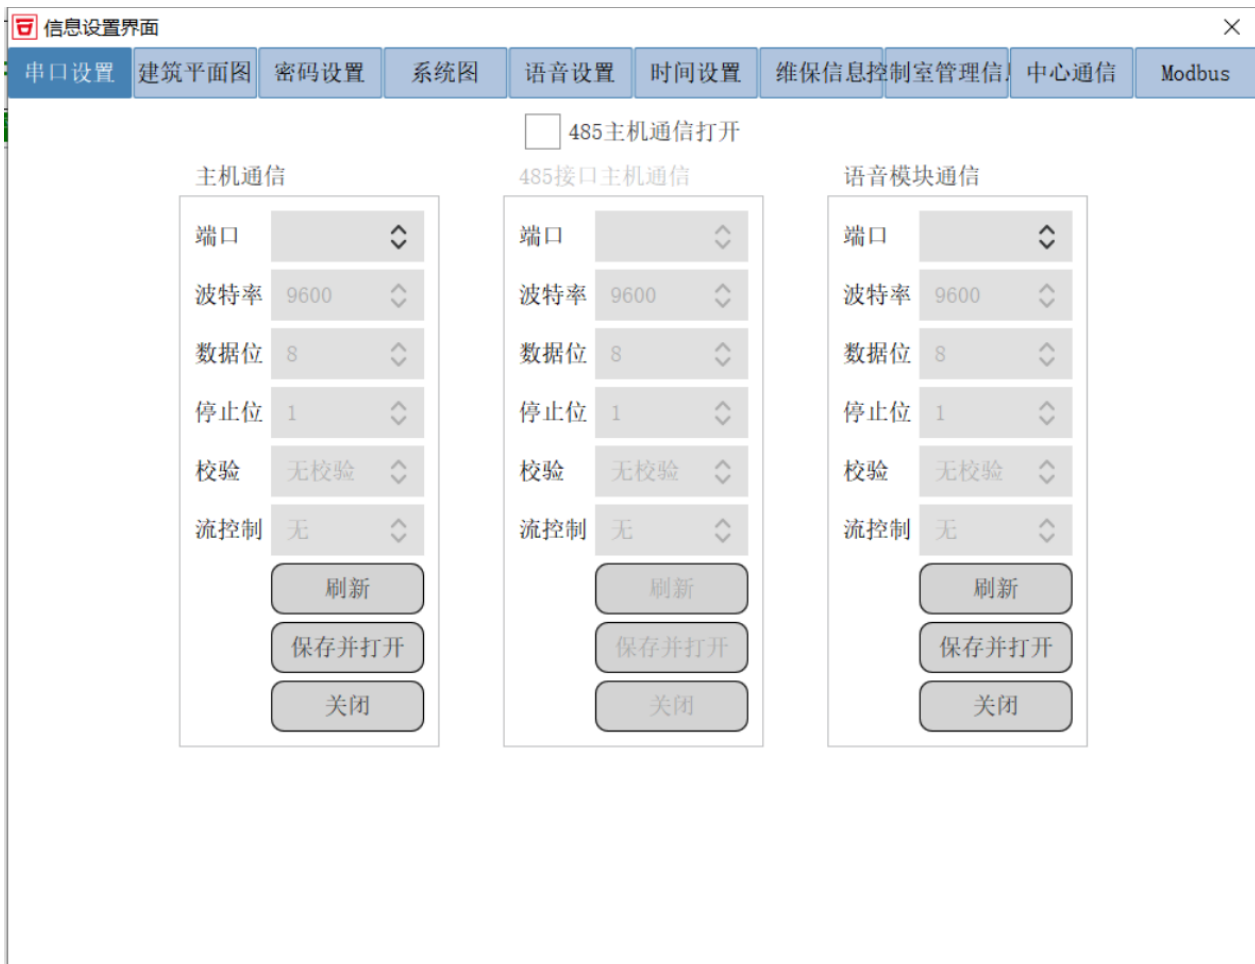 信息设置界面
串口设置 建筑平面图 密码设置 系统图 语音设置 时间设置 维保信息控制室管理信息 中心通信 Modbus
485主机通信打开
主机通信 485接口主机通信 语音模块通信
端口 端口 端口
波特率 9600 波特率 9600 波特率 9600
数据位 8 数据位 8 数据位 8
停止位 1 停止位 1 停止位 1
校验 无校验 校验 无校验 校验 无校验
流控制 无 流控制 无 流控制 无
刷新 刷新 刷新
保存并打开 保存并打开 保存并打开
关闭 关闭 关闭